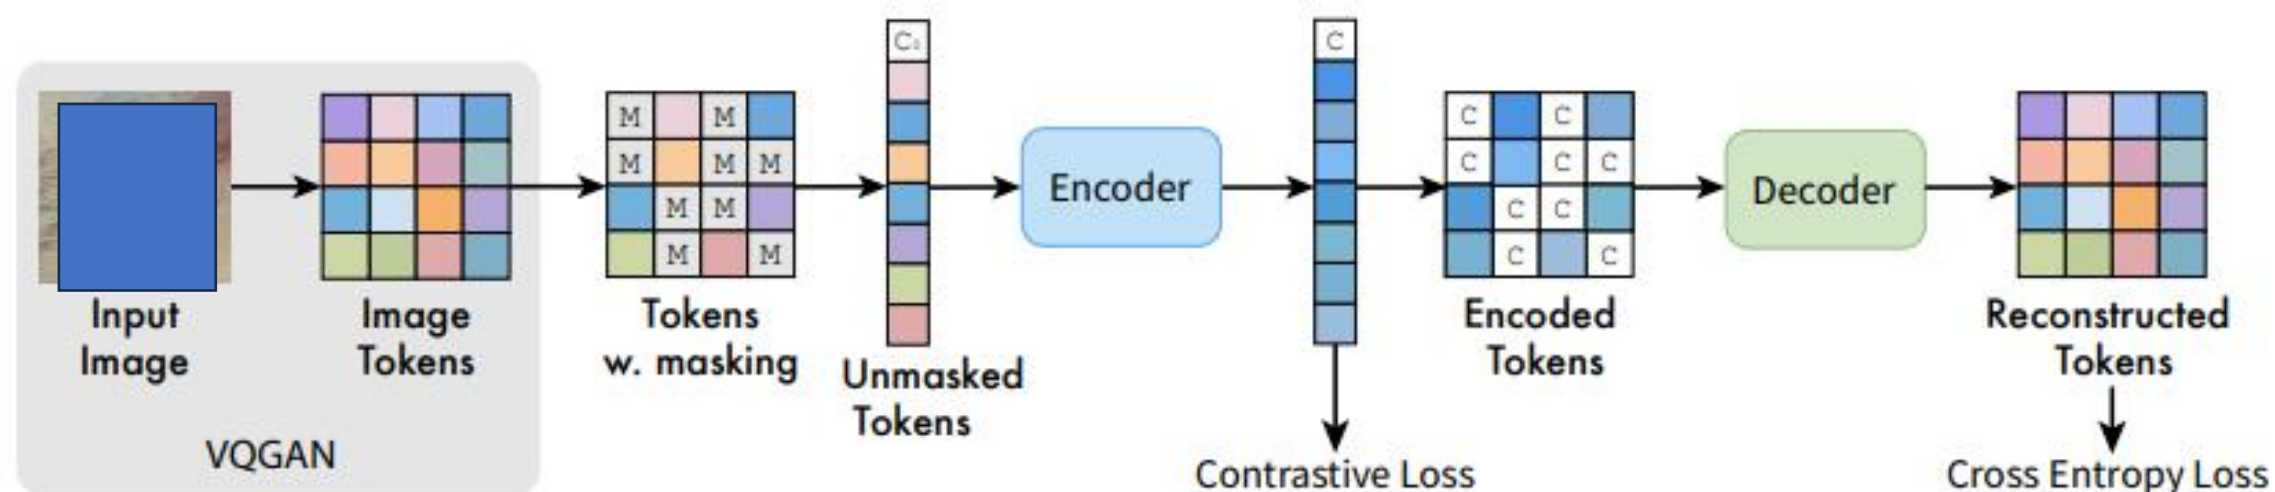 Input
Image
Image
Tokens
VQGAN
M M
M M M
M M
M M
Tokens
w. masking
C₀
Unmasked
Tokens
Encoder
C
Contrastive Loss
C C
C C C
C C
C C
Encoded
Tokens
Decoder
Reconstructed
Tokens
Cross Entropy Loss